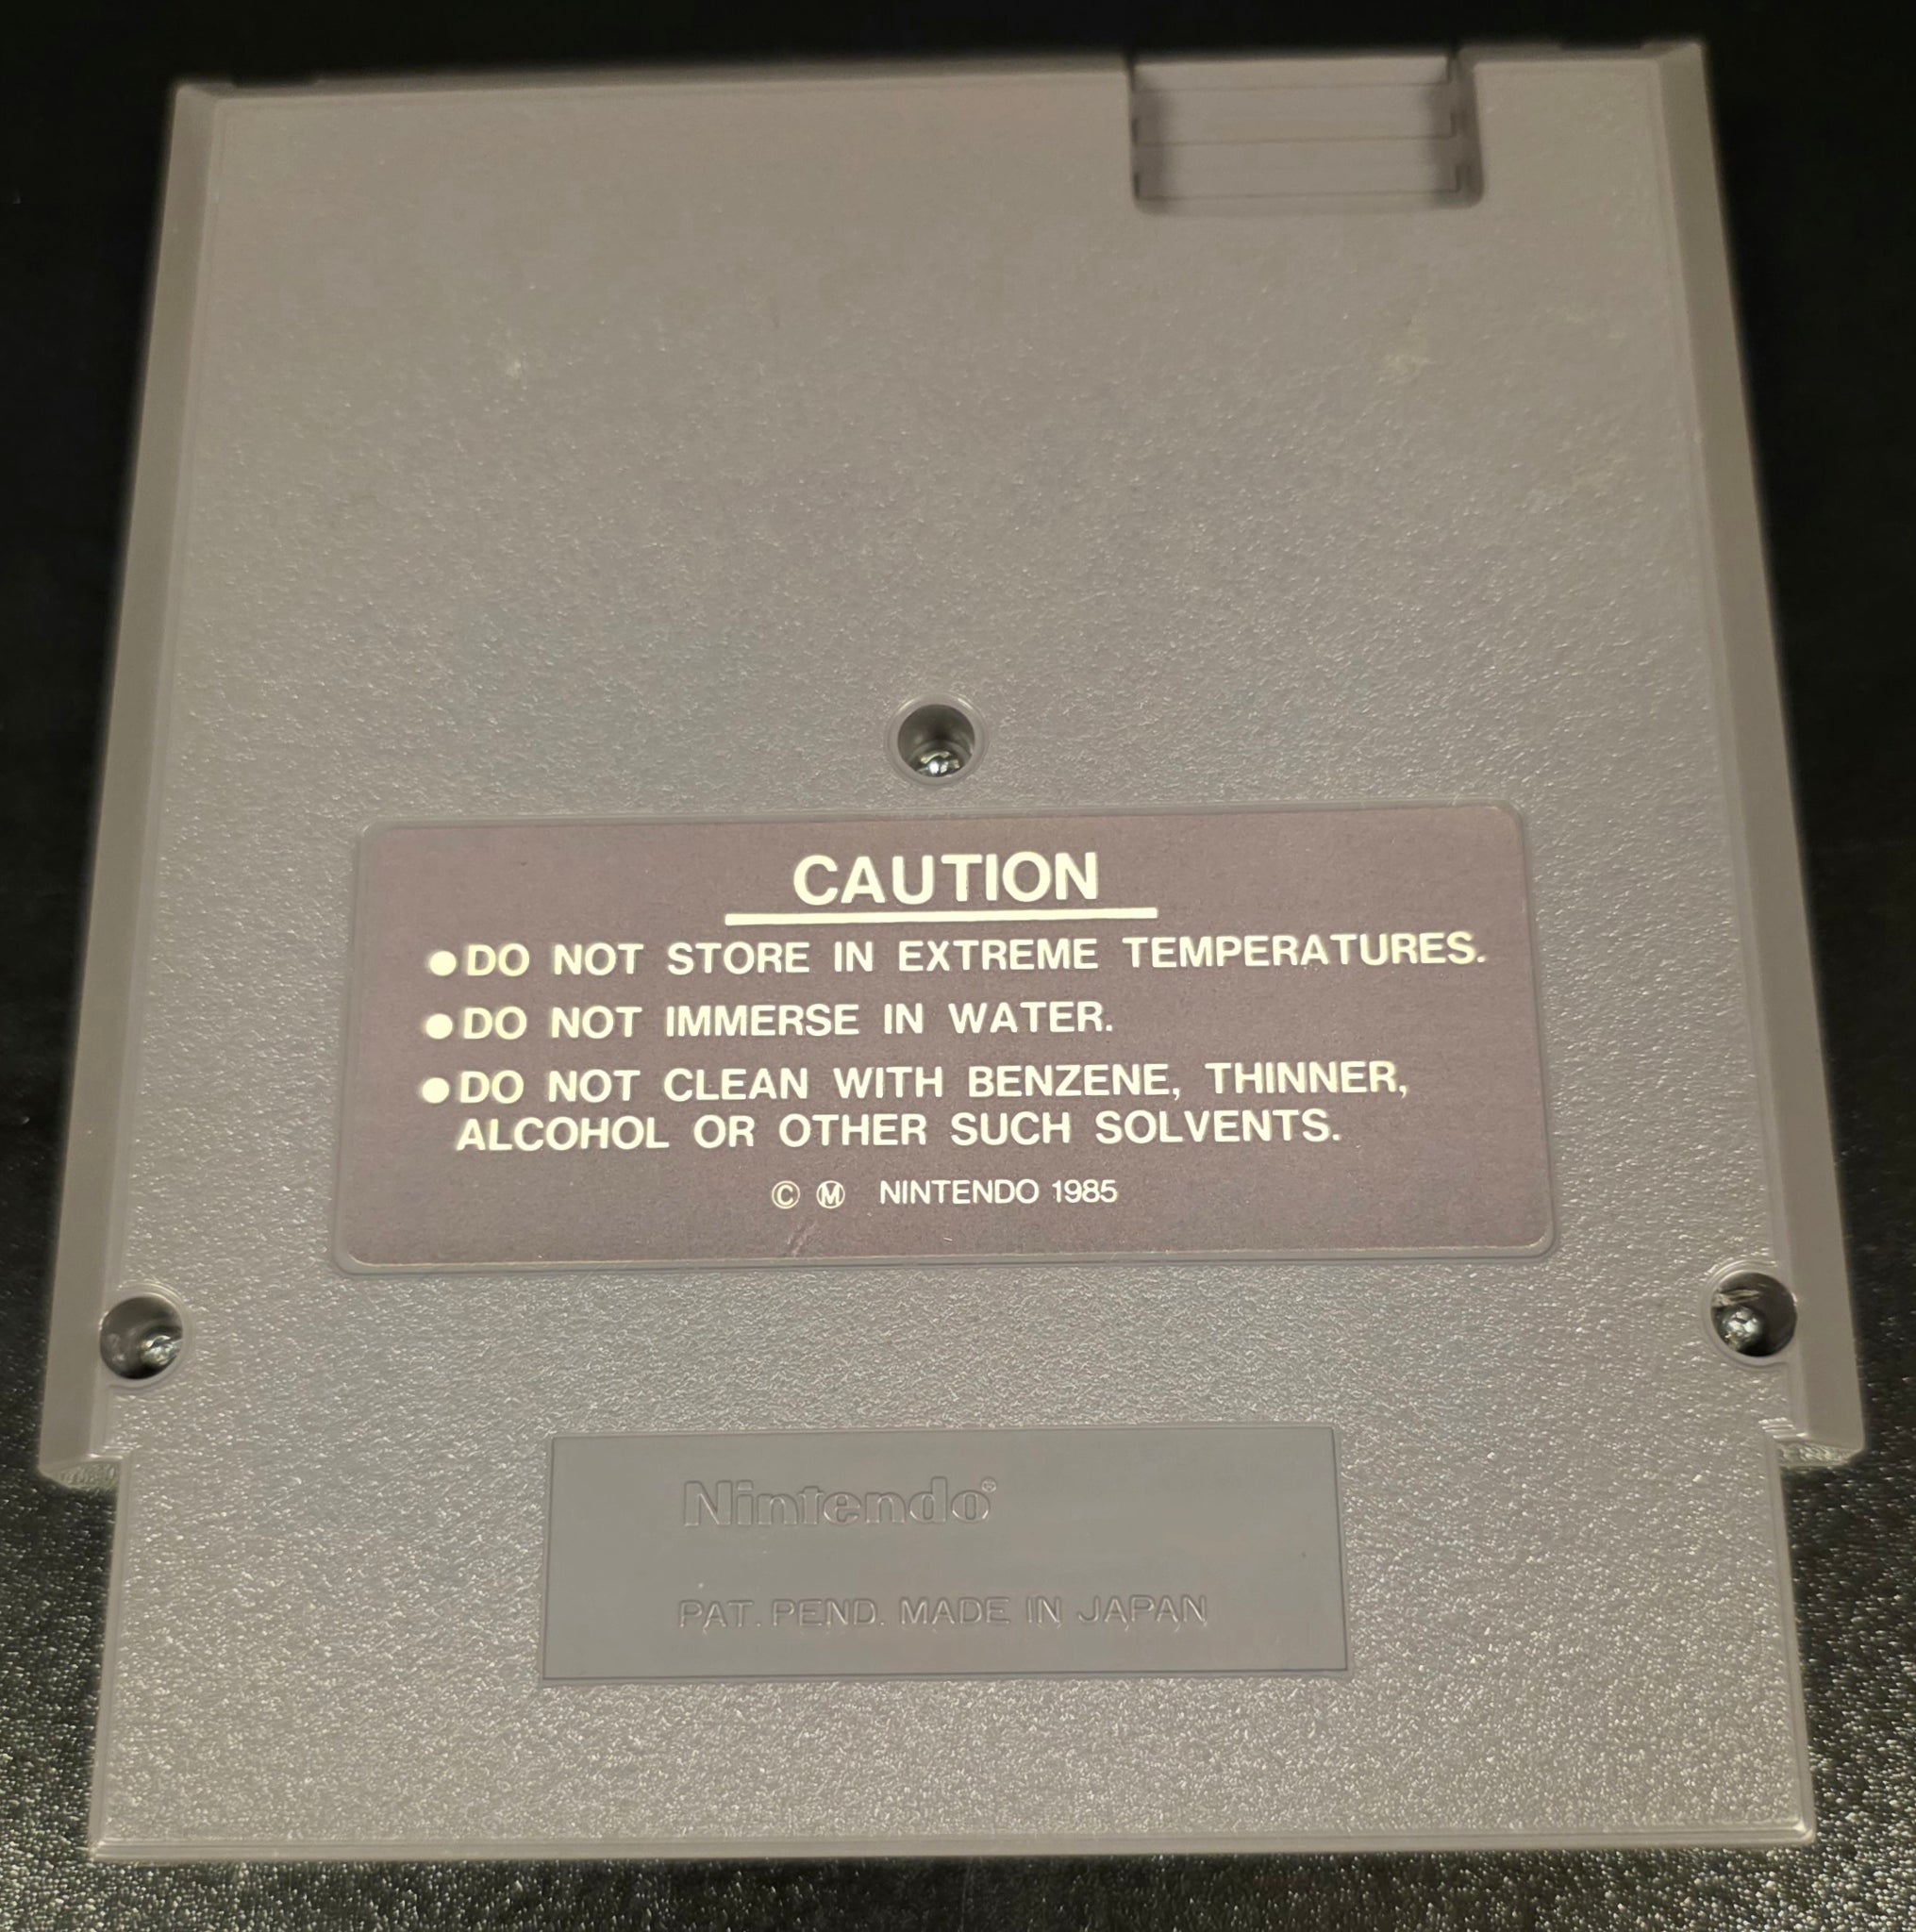 CAUTION
●DO NOT STORE IN EXTREME TEMPERATURES.
●DO NOT IMMERSE IN WATER.
●DO NOT CLEAN WITH BENZENE, THINNER,
ALCOHOL OR OTHER SUCH SOLVENTS.
Ⓒ Ⓜ NINTENDO 1985
Nintendo®
PAT. PEND. MADE IN JAPAN